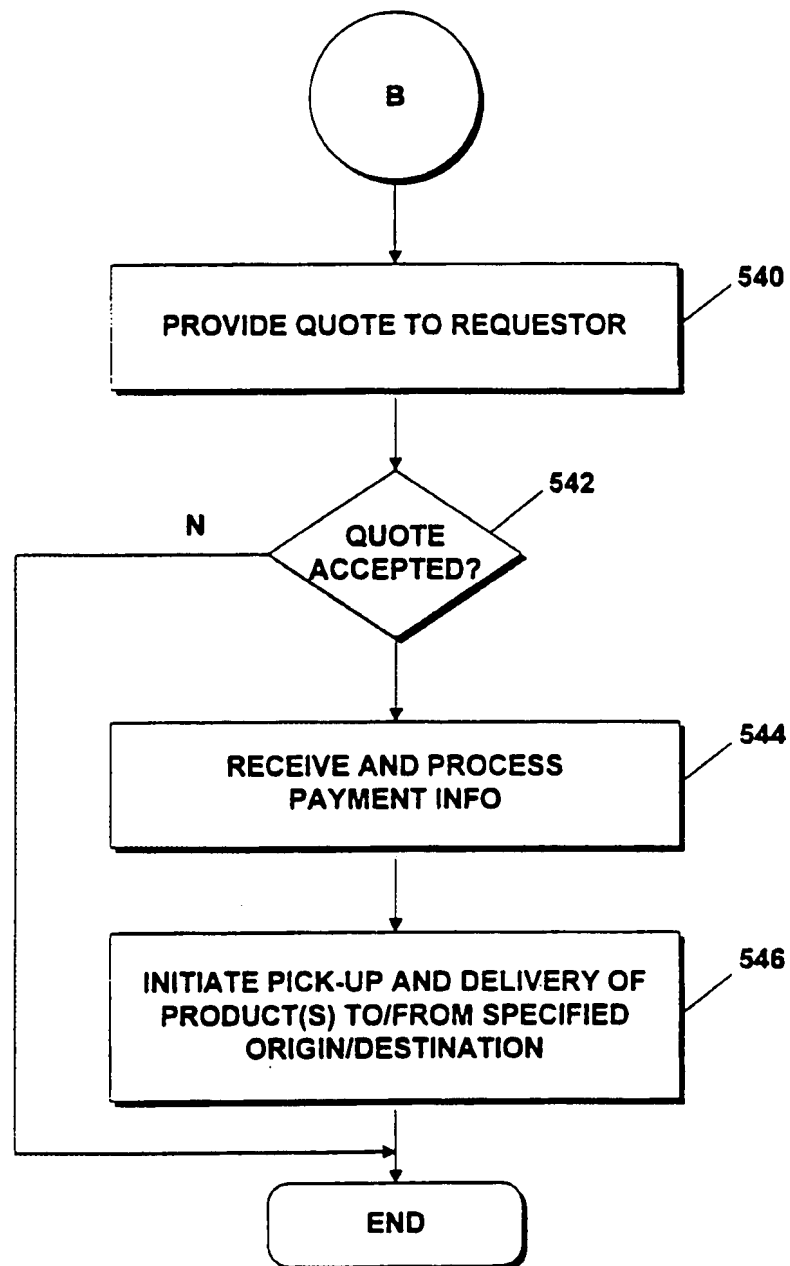 B
PROVIDE QUOTE TO REQUESTOR
540
542
N
QUOTE
ACCEPTED?
544
RECEIVE AND PROCESS
PAYMENT INFO
546
INITIATE PICK-UP AND DELIVERY OF
PRODUCT(S) TO/FROM SPECIFIED
ORIGIN/DESTINATION
END